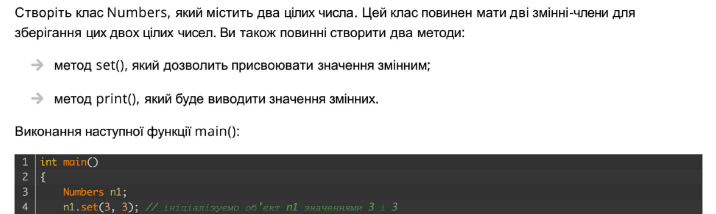 Створіть клас Numbers, який містить два цілих числа. Цей клас повинен мати дві змінні-члени для
зберігання цих двох цілих чисел. Ви також повинні створити два методи:
→ метод set(), який дозволить присвоювати значення змінним;
→ метод print(), який буде виводити значення змінних.
Виконання наступної функції main():
1 int main()
2 {
3 Numbers n1;
4 n1.set(3, 3); // ініціалізуємо об'єкт n1 значеннями 3 і 3